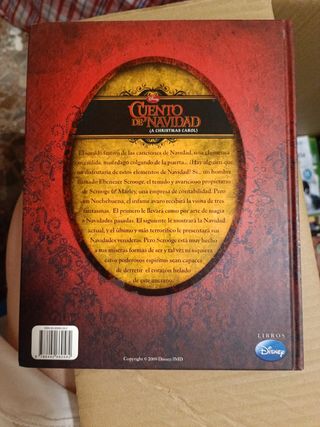 Disney
CUENTO
DE NAVIDAD
(A CHRISTMAS CAROL)
El sonido festivo de las canciones de Navidad, una chimenea
cálida, muérdago colgando de la puerta... ¿Hay alguien que
no disfrutaría de estos elementos de Navidad? Sí... un hombre
llamado Ebenezer Scrooge, el temido y avaricioso propietario
de Scrooge & Marley, una empresa de contabilidad. Pero
en Nochebuena, el infame avaro recibirá la visita de tres
fantasmas. El primero le llevará como por arte de magia
a Navidades pasadas. El siguiente le mostrará la Navidad
actual, y el último y más terrorífico le presentará sus
Navidades venideras. Pero Scrooge está muy hecho
a sus míseras formas de ser y tal vez ni siquiera
estos poderosos espíritus sean capaces
de derretir el corazón helado
de este anciano.
LIBROS
Disney
Copyright © 2009 Disney/IMD